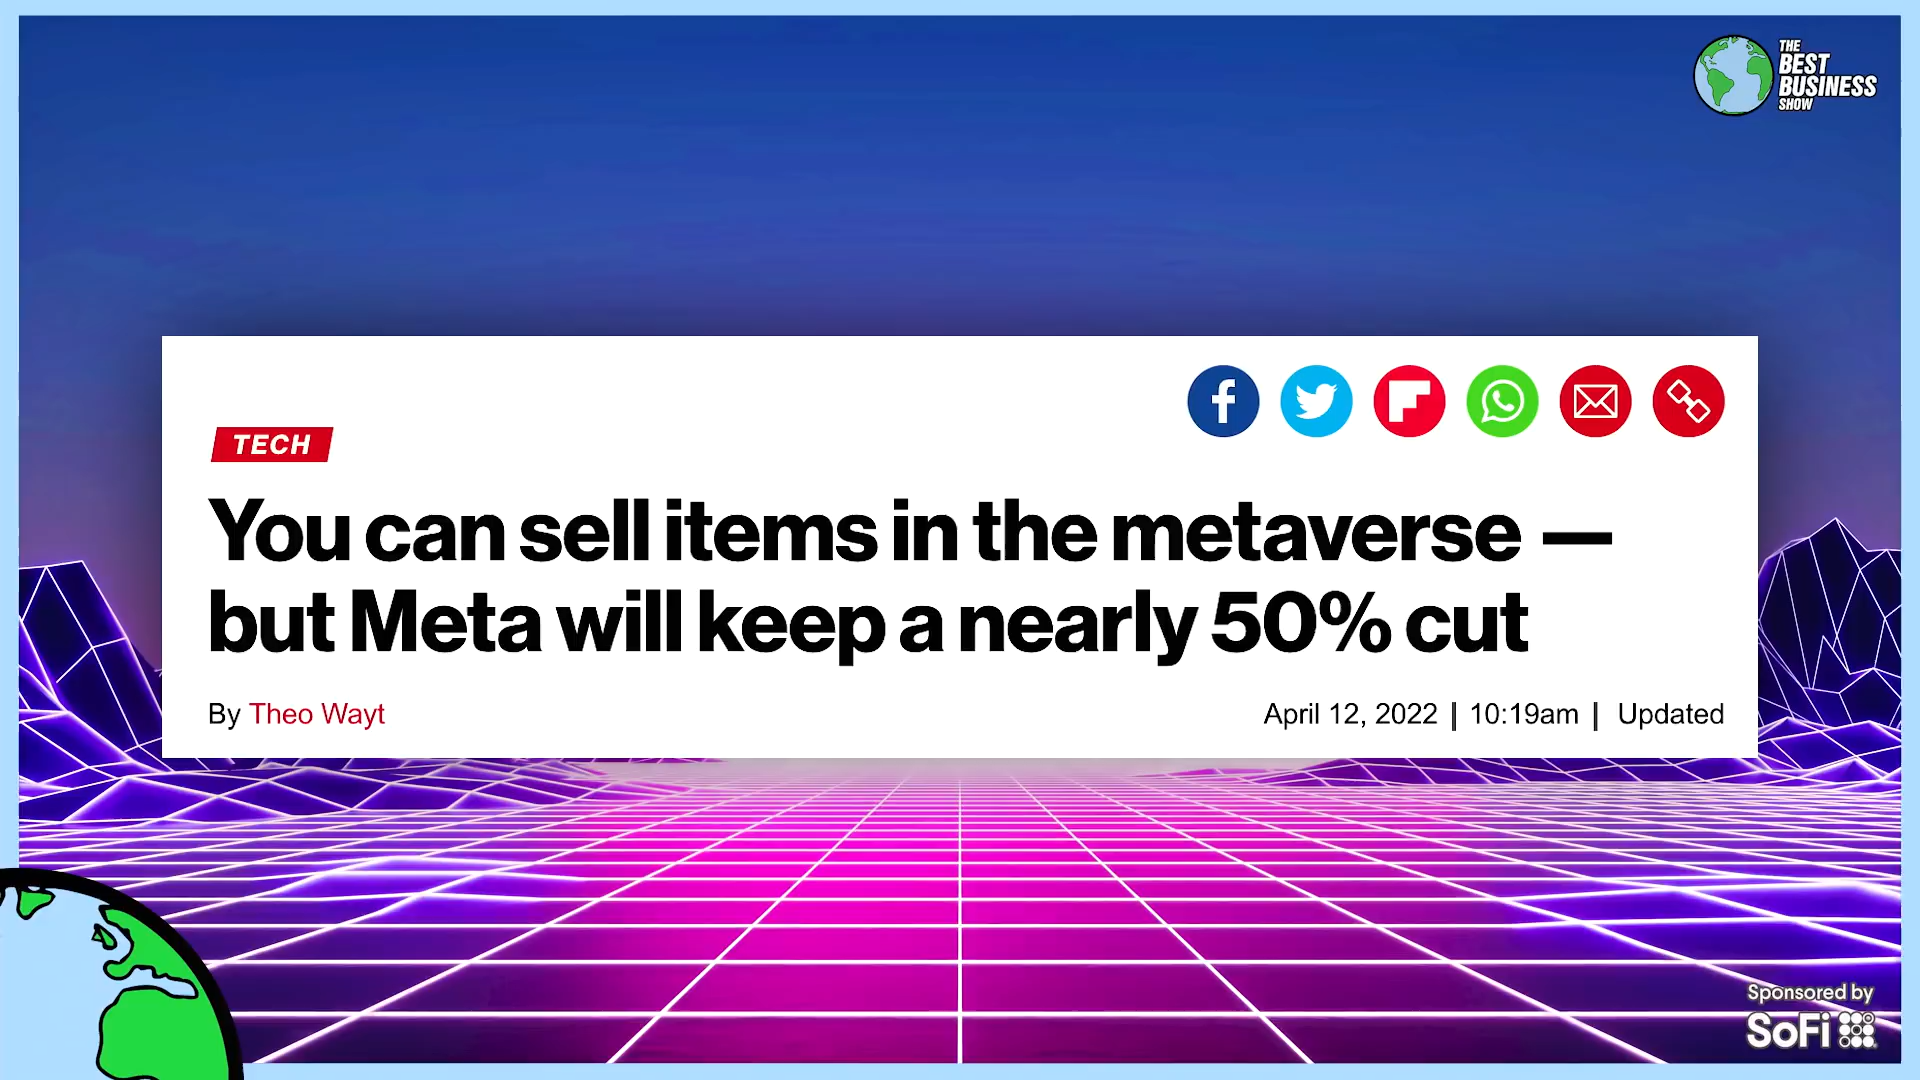 THE
BEST
BUSINESS
SHOW
TECH
You can sell items in the metaverse —
but Meta will keep a nearly 50% cut
By Theo Wayt
April 12, 2022 | 10:19am | Updated
Sponsored by
SoFi